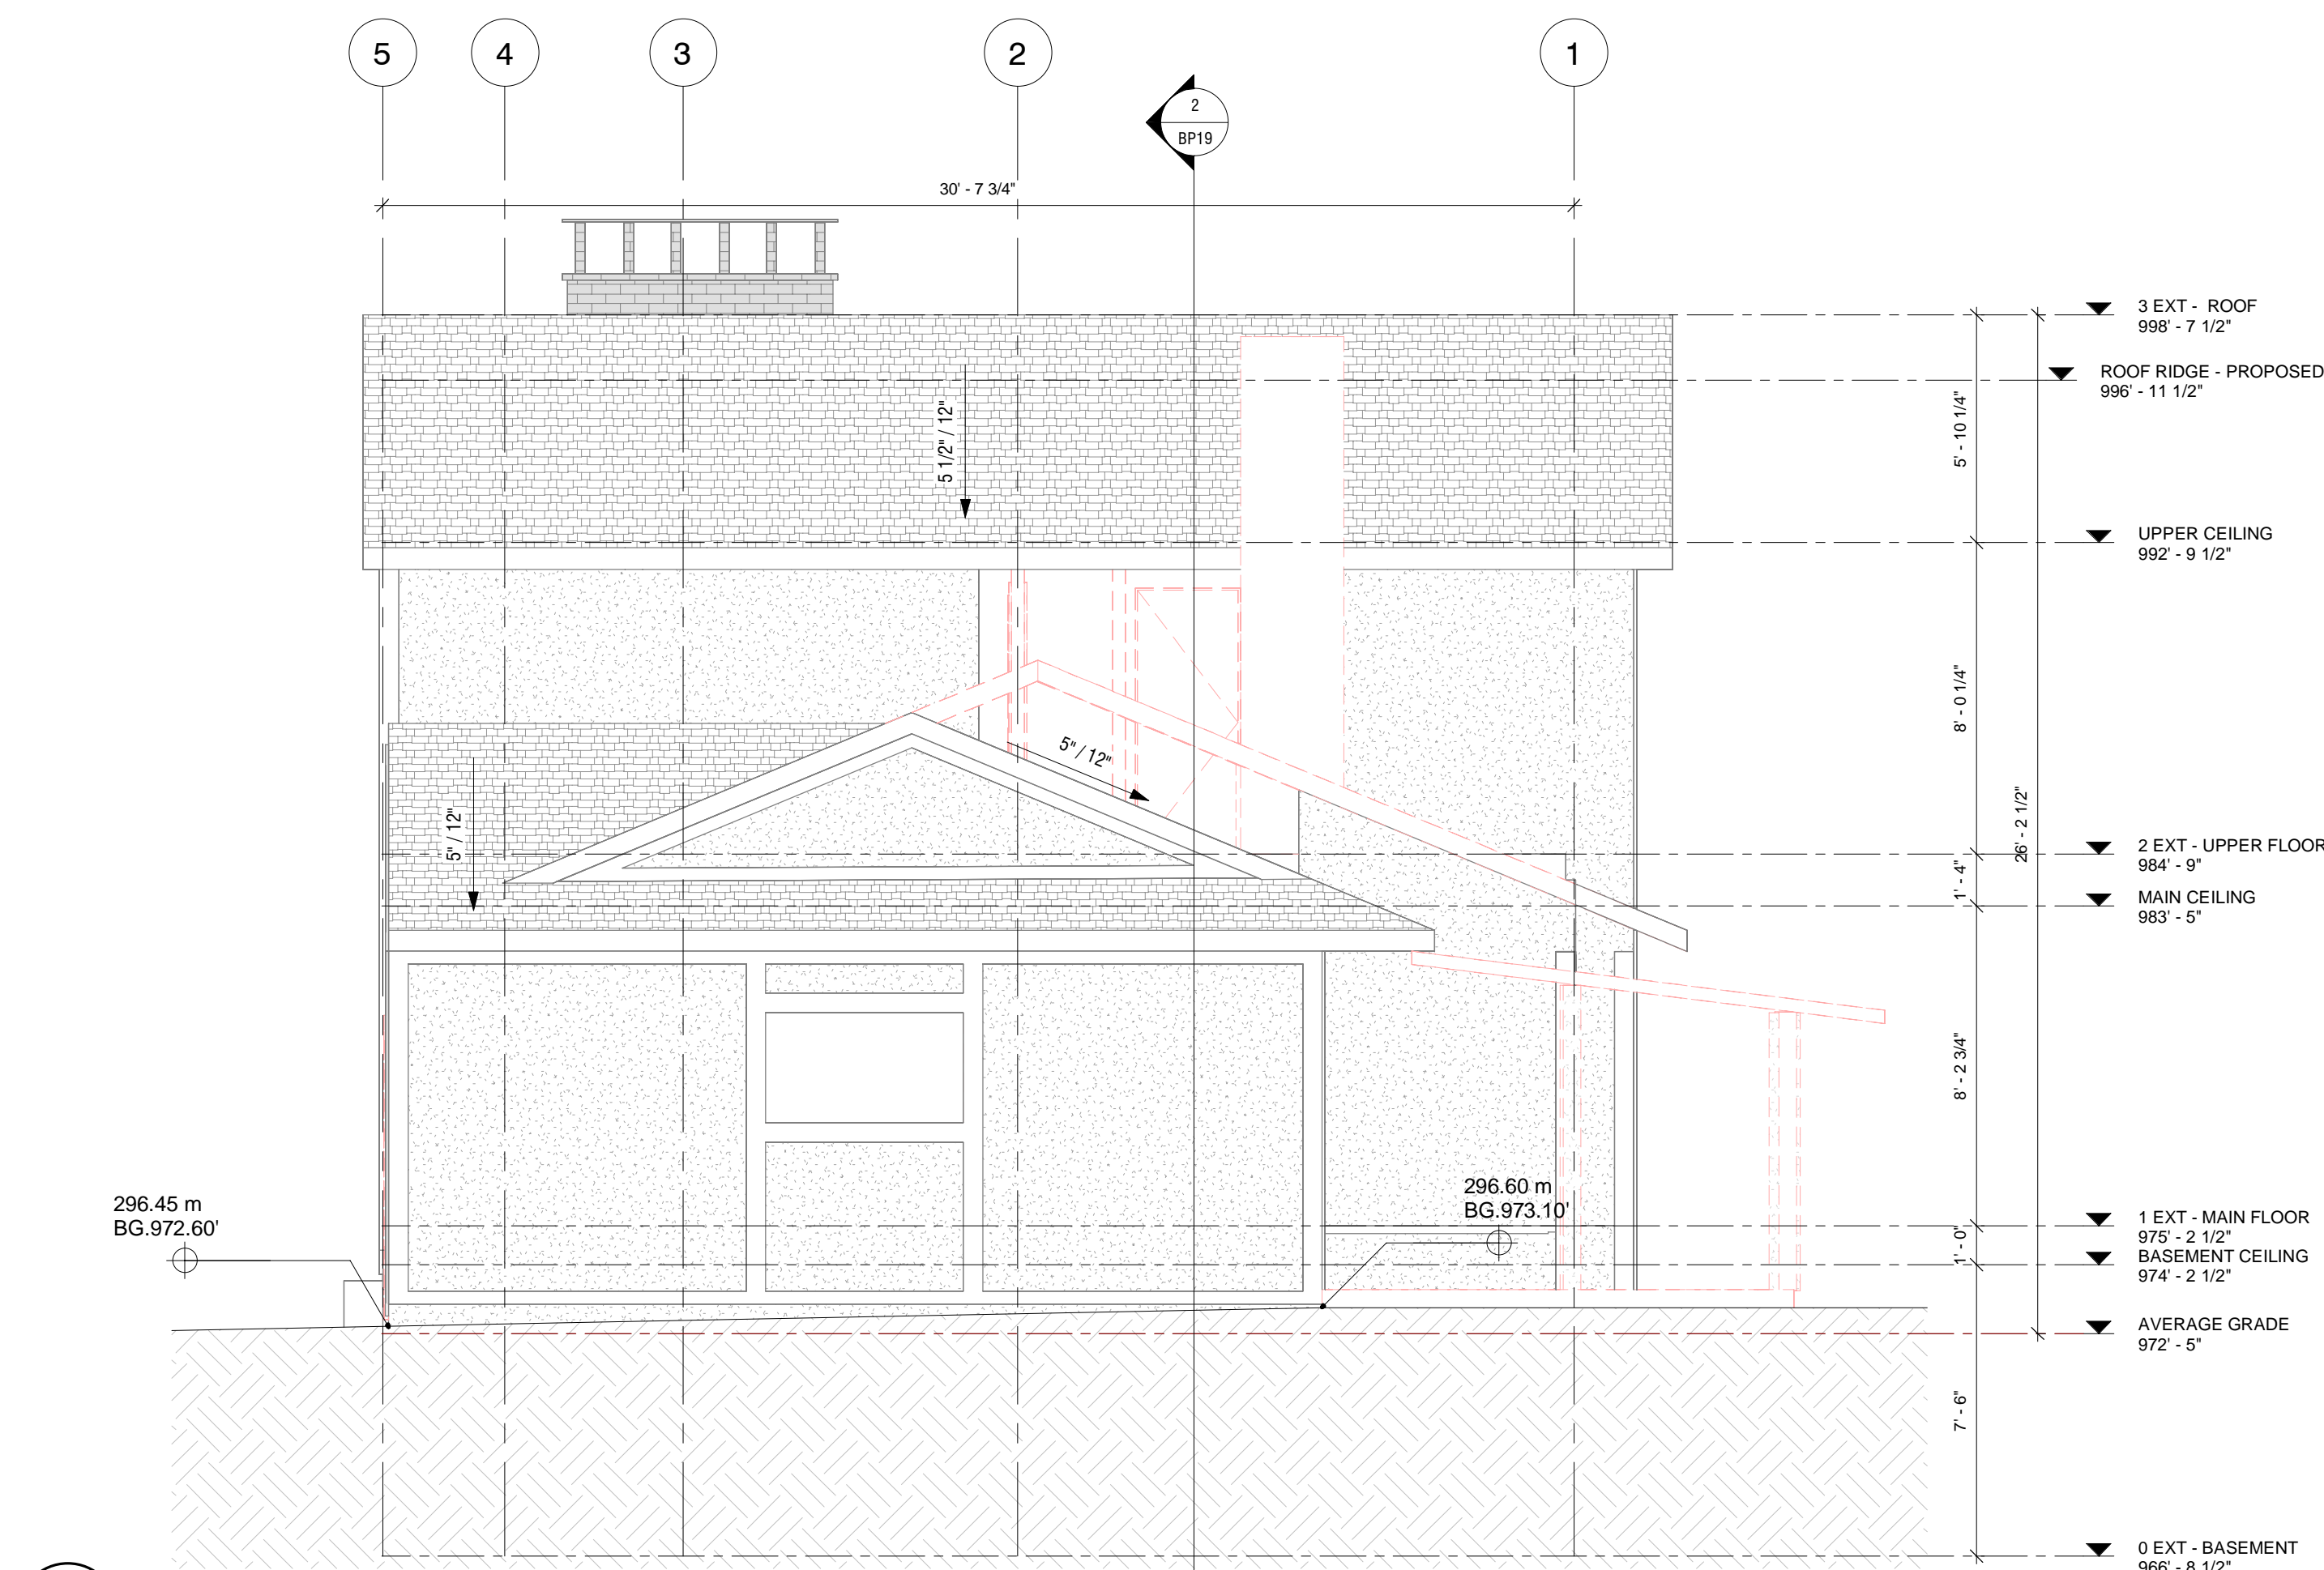 5 4 3 2 1
2
BP19
30' - 7 3/4"
3 EXT - ROOF
998' - 7 1/2"
ROOF RIDGE - PROPOSED
996' - 11 1/2"
5' - 10 1/4"
5 1/2" / 12"
UPPER CEILING
992' - 9 1/2"
8' - 0 1/4"
5" / 12"
5" / 12"
26' - 2 1/2"
2 EXT - UPPER FLOOR
984' - 9"
1' - 4"
MAIN CEILING
983' - 5"
8' - 2 3/4"
296.45 m
BG.972.60'
296.60 m
BG.973.10'
1 EXT - MAIN FLOOR
975' - 2 1/2"
1' - 0"
BASEMENT CEILING
974' - 2 1/2"
AVERAGE GRADE
972' - 5"
7' - 6"
0 EXT - BASEMENT
966' - 8 1/2"